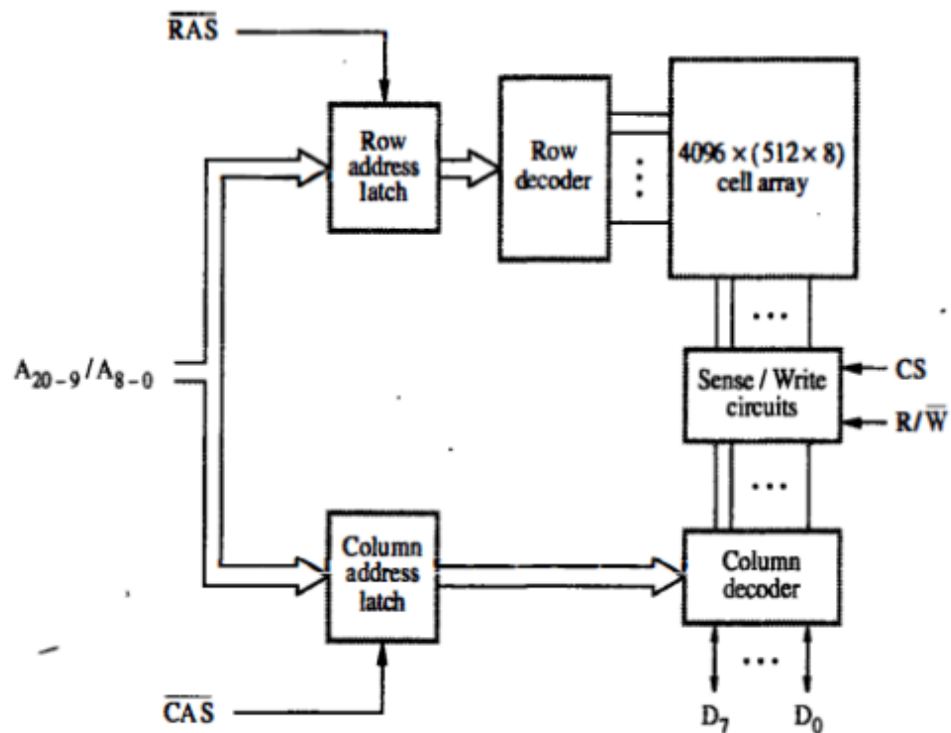 RAS
Row
address
latch
Row
decoder
4096 × (512 × 8)
cell array
A20-9/A8-0
Sense / Write
circuits
CS
R/W
Column
address
latch
Column
decoder
CAS
D7
D0